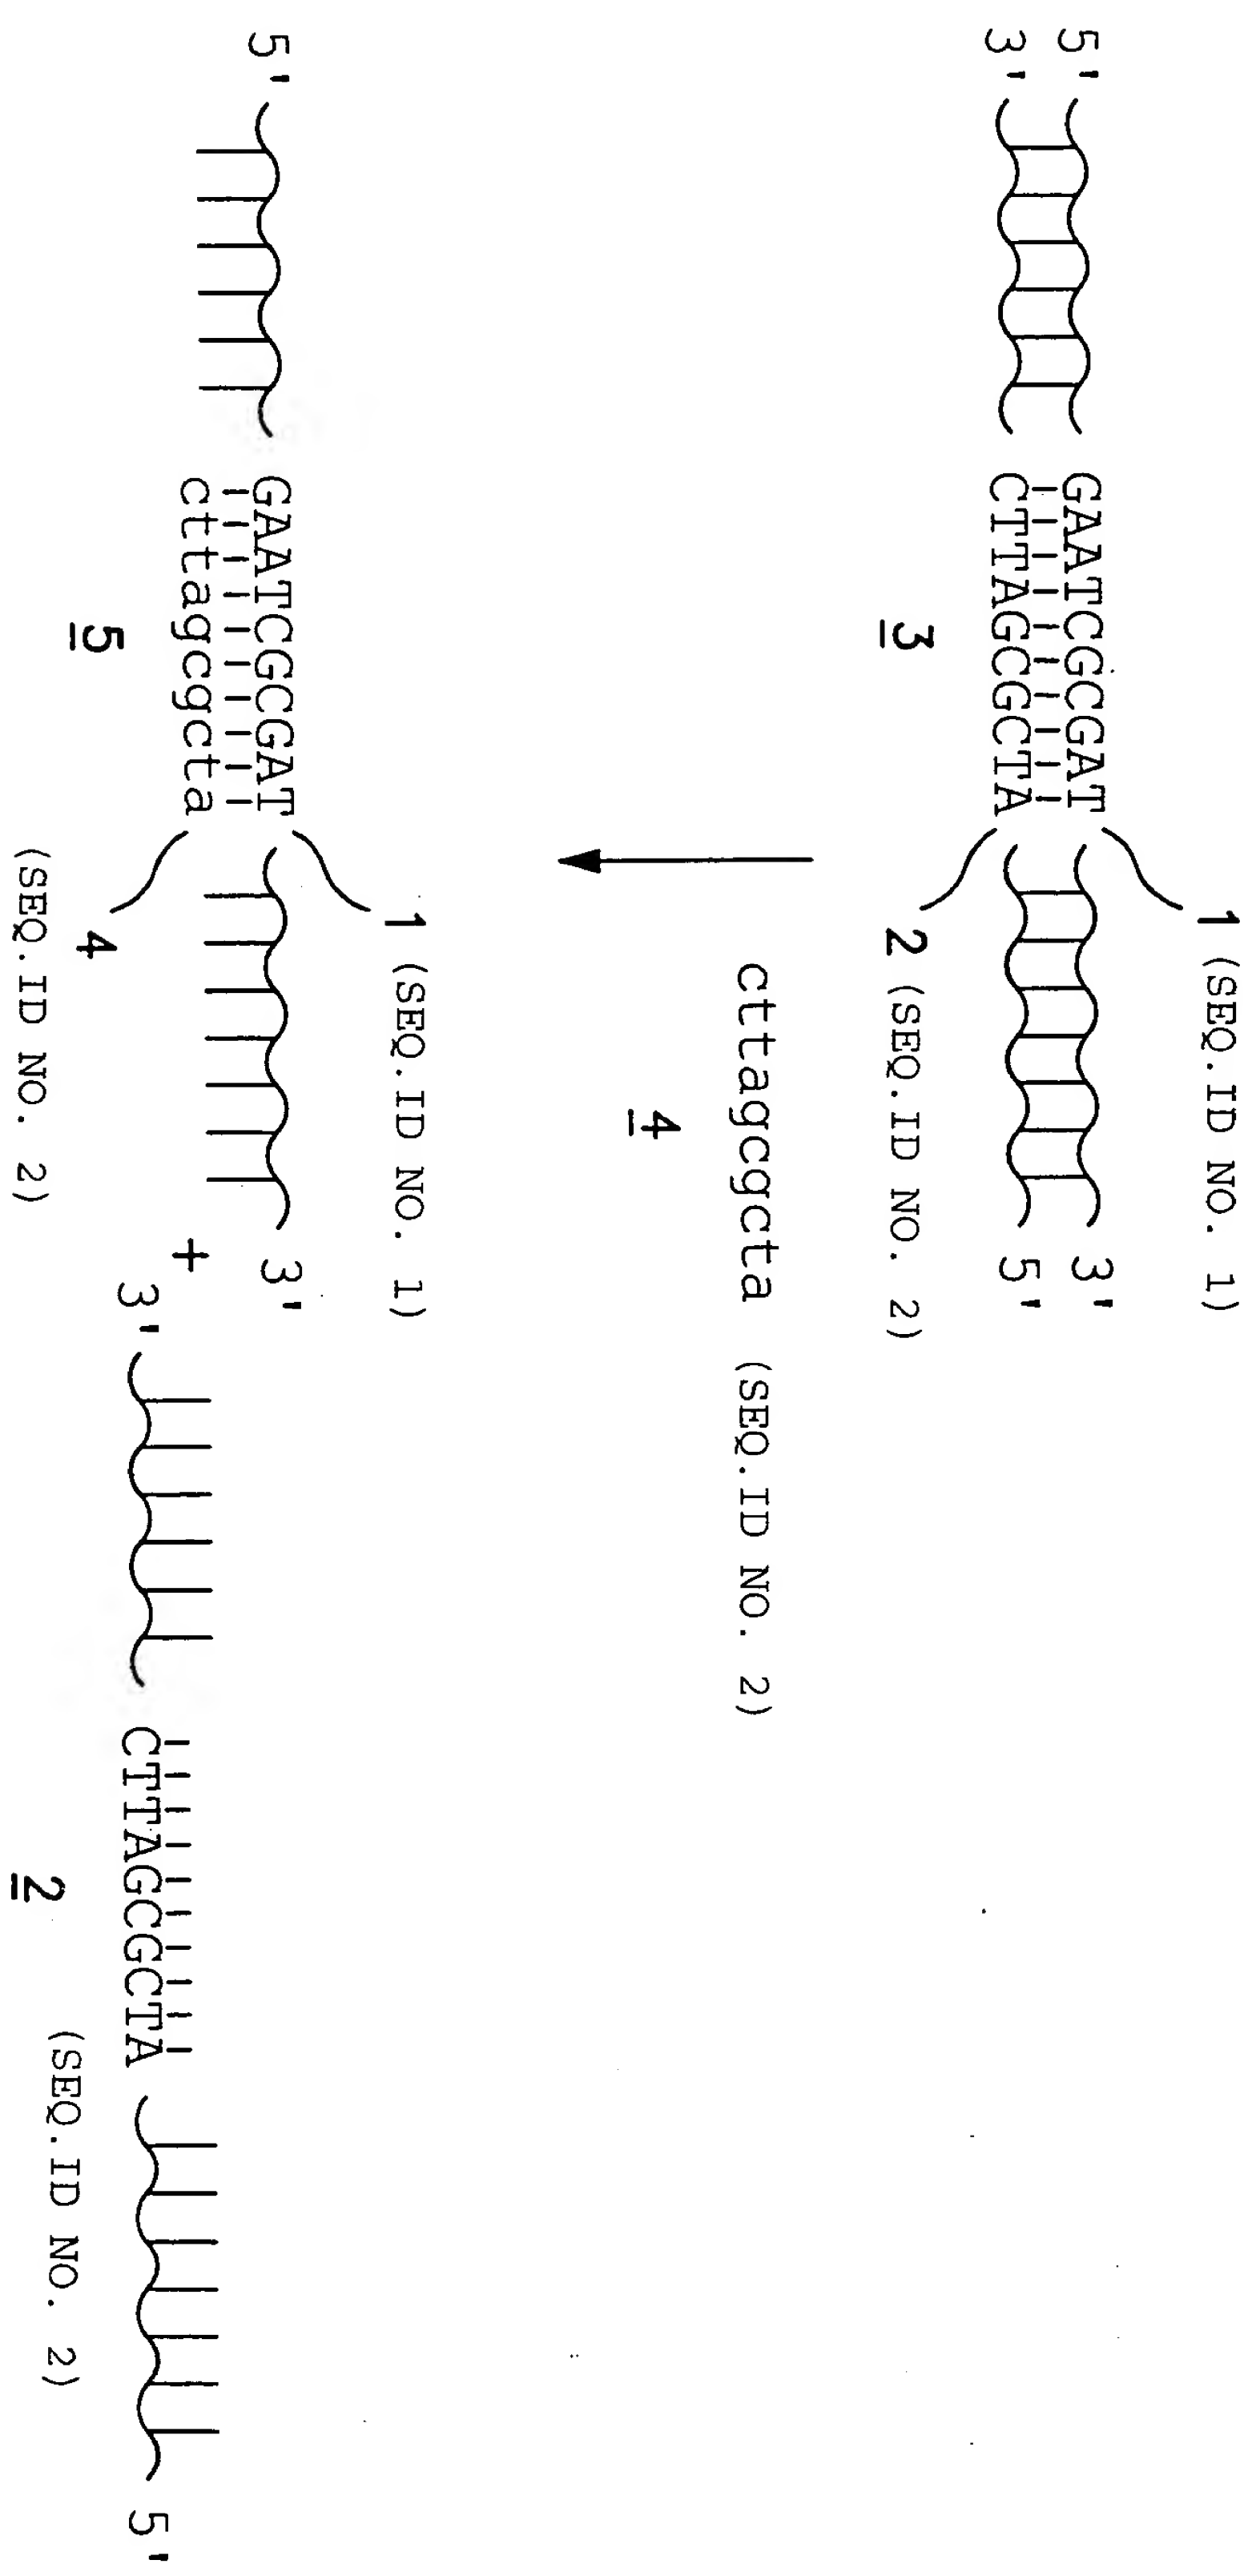 1 (SEQ.ID NO. 1)
5' GAATCGCGAT 3'
3' CTTAGCGCTA 5'
2 (SEQ.ID NO. 2)
3
cttagcgcta (SEQ.ID NO. 2)
4
1 (SEQ.ID NO. 1)
5' GAATCGCGAT 3'
cttagcgcta +
4
(SEQ.ID NO. 2)
5
3' CTTAGCGCTA 5'
2
(SEQ.ID NO. 2)